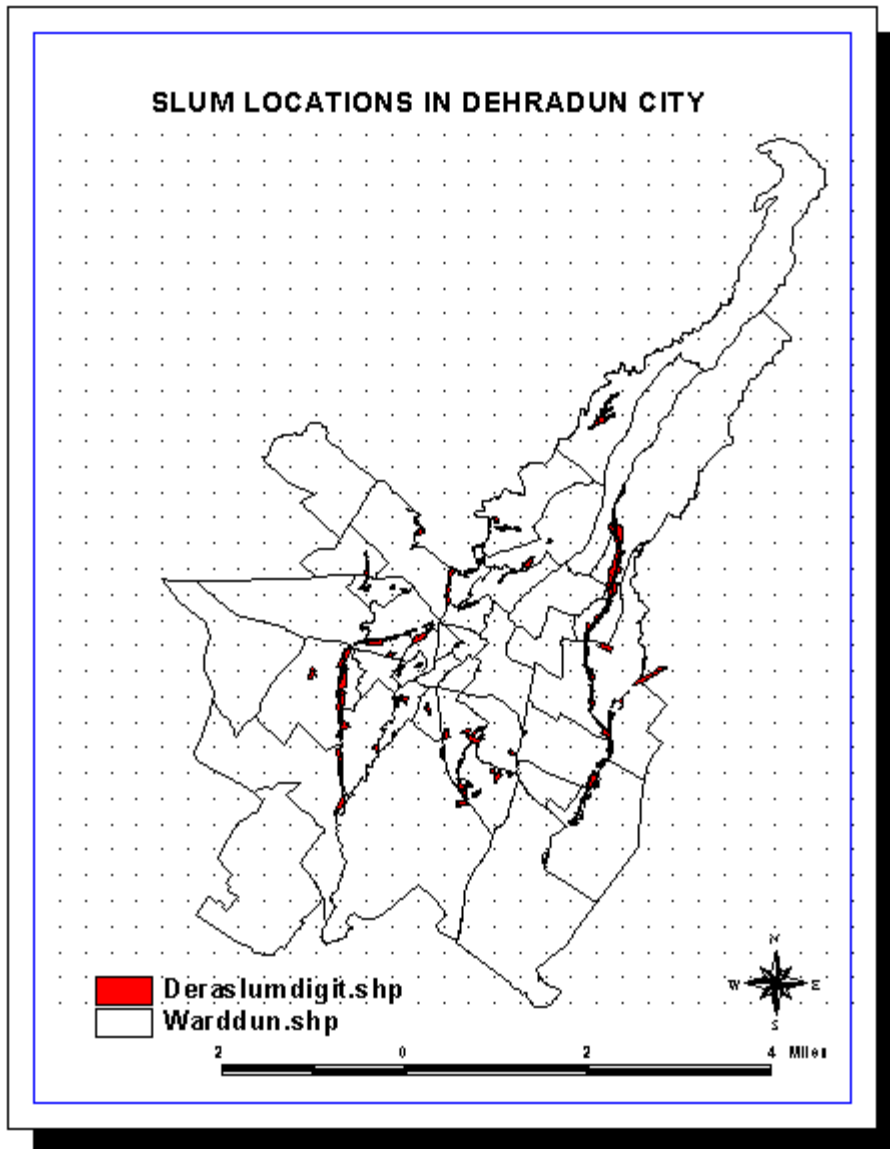 SLUM LOCATIONS IN DEHRADUN CITY
N
W E
S
Deraslumdigit.shp
Warddun.shp
2 0 2 4 Miles